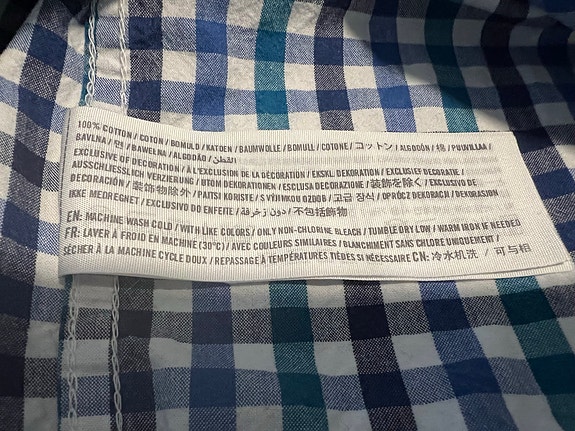 100% COTTON / COTON / BOMULD / KATOEN / BAUMWOLLE / BOMULL / COTONE / コットン / ALGODÓN / 棉 / PUUVILLAA /
BAVLNA / 면 / BAWEŁNA / ALGODÃO / القطن
EXCLUSIVE OF DECORATION / À L'EXCLUSION DE LA DÉCORATION / EKSKL. DEKORATION / EXCLUSIEF DECORATIE /
AUSSCHLIESSLICH VERZIERUNG / UTOM DEKORATIONEN / ESCLUSA DECORAZIONE / 装飾を除く / EXCLUSIVO DE
DECORACIÓN / 裝飾物除外 / PAITSI KORISTE / S VÝJIMKOU OZDOB / 고급 장식 / OPRÓCZ DEKORACJI / DEKORASJON
IKKE MEDREGNET / EXCLUSIVO DO ENFEITE / دون زخرفة / 不包括飾物
EN: MACHINE WASH COLD / WITH LIKE COLORS / ONLY NON-CHLORINE BLEACH / TUMBLE DRY LOW / WARM IRON IF NEEDED
FR: LAVER À FROID EN MACHINE (30°C) / AVEC COULEURS SIMILAIRES / BLANCHIMENT SANS CHLORE UNIQUEMENT /
SÉCHER À LA MACHINE CYCLE DOUX / REPASSAGE À TEMPÉRATURES TIÈDES SI NÉCESSAIRE CN: 冷水机洗 / 可与相